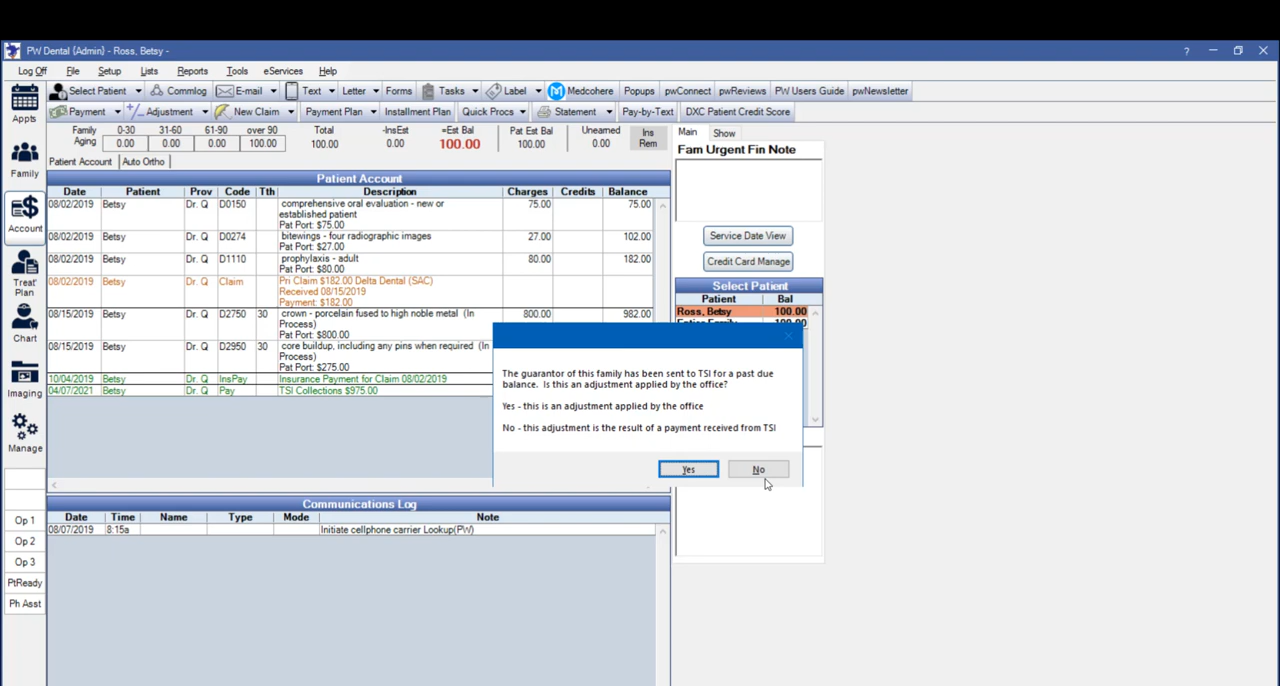 PW Dental {Admin} - Ross, Betsy -
?
Log Off File Setup Lists Reports Tools eServices Help
Select Patient Commlog E-mail Text Letter Forms Tasks Label Medcohere Popups pwConnect pwReviews PW Users Guide pwNewsletter
Payment Adjustment New Claim Payment Plan Installment Plan Quick Procs Statement Pay-by-Text DXC Patient Credit Score
Appts
Family
Account
Treat'
Plan
Chart
Imaging
Manage
Op 1
Op 2
Op 3
PtReady
Ph Asst
Family 0-30 31-60 61-90 over 90 Total -InsEst =Est Bal Pat Est Bal Unearned Ins
Aging 0.00 0.00 0.00 100.00 100.00 0.00 100.00 100.00 0.00 Rem
Patient Account Auto Ortho
Patient Account
Date Patient Prov Code Tth Description Charges Credits Balance
08/02/2019 Betsy Dr. Q D0150 comprehensive oral evaluation - new or 75.00 75.00
established patient
Pat Port: $75.00
08/02/2019 Betsy Dr. Q D0274 bitewings - four radiographic images 27.00 102.00
Pat Port: $27.00
08/02/2019 Betsy Dr. Q D1110 prophylaxis - adult 80.00 182.00
Pat Port: $80.00
08/02/2019 Betsy Dr. Q Claim Pri Claim $182.00 Delta Dental (SAC)
Received 08/15/2019
Payment: $182.00
08/15/2019 Betsy Dr. Q D2750 30 crown - porcelain fused to high noble metal (In 800.00 982.00
Process)
Pat Port: $800.00
08/15/2019 Betsy Dr. Q D2950 30 core buildup, including any pins when required (In
Process)
Pat Port: $275.00
10/04/2019 Betsy Dr. Q InsPay Insurance Payment for Claim 08/02/2019
04/07/2021 Betsy Dr. Q Pay TSI Collections $975.00
Main Show
Fam Urgent Fin Note
Service Date View
Credit Card Manage
Select Patient
Patient Bal
Ross, Betsy 100.00
The guarantor of this family has been sent to TSI for a past due
balance. Is this an adjustment applied by the office?
Yes - this is an adjustment applied by the office
No - this adjustment is the result of a payment received from TSI
Yes No
Communications Log
Date Time Name Type Mode Note
08/07/2019 8:15a Initiate cellphone carrier Lookup(PW)